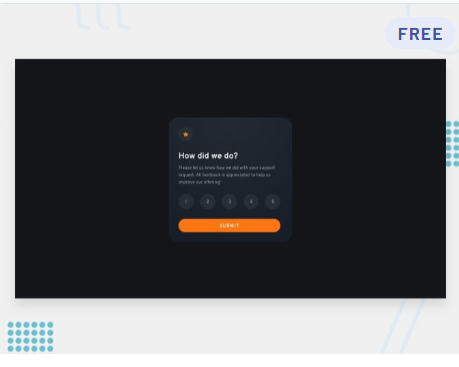 FREE
How did we do?
Please let us know how we did with your support
request. All feedback is appreciated to help us
improve our offering!
1 2 3 4 5
SUBMIT